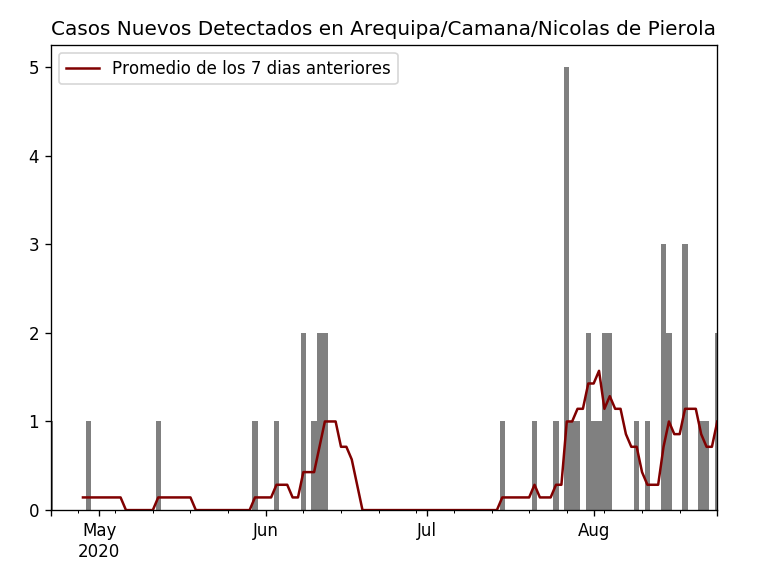 Casos Nuevos Detectados en Arequipa/Camana/Nicolas de Pierola
Promedio de los 7 dias anteriores
5
4
3
2
1
0
May Jun Jul Aug
2020